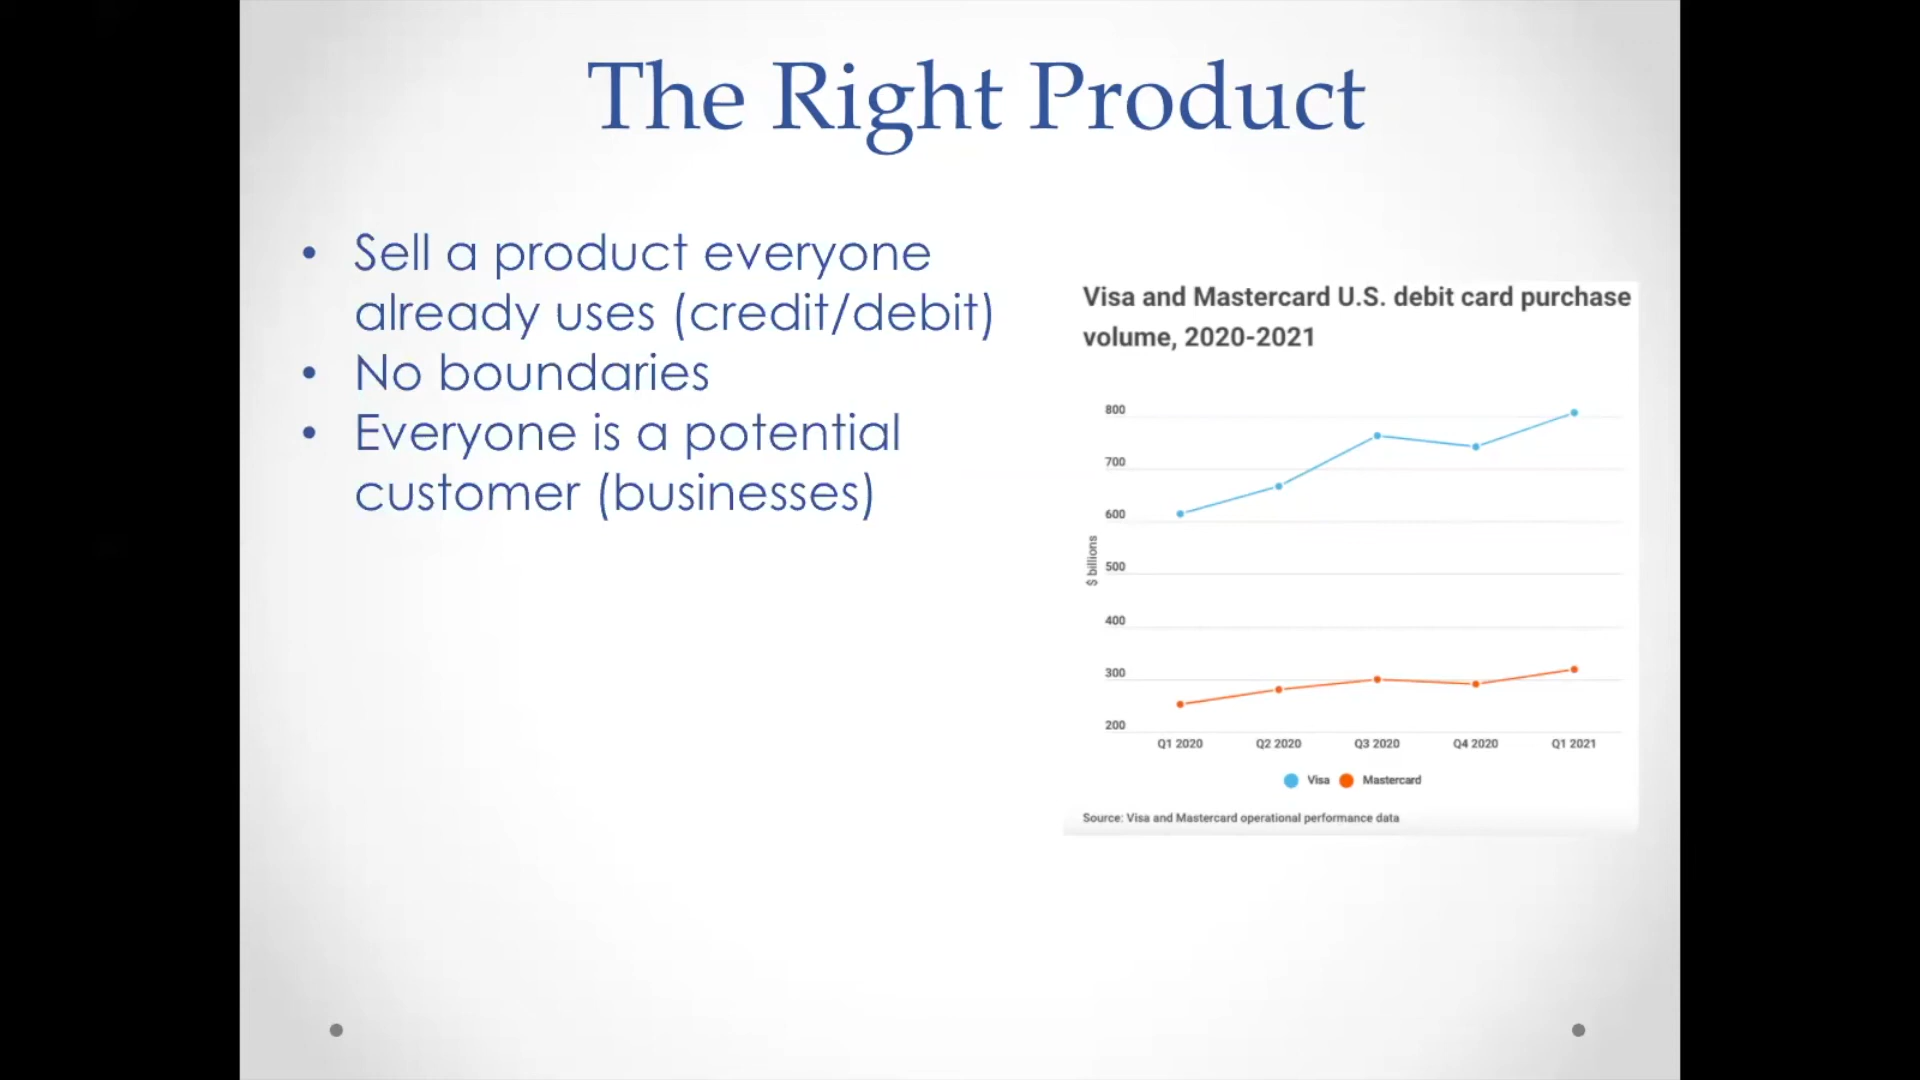 The Right Product
• Sell a product everyone
already uses (credit/debit)
• No boundaries
• Everyone is a potential
customer (businesses)
Visa and Mastercard U.S. debit card purchase
volume, 2020-2021
800
700
600
500
400
300
200
$ billions
Q1 2020 Q2 2020 Q3 2020 Q4 2020 Q1 2021
Visa Mastercard
Source: Visa and Mastercard operational performance data